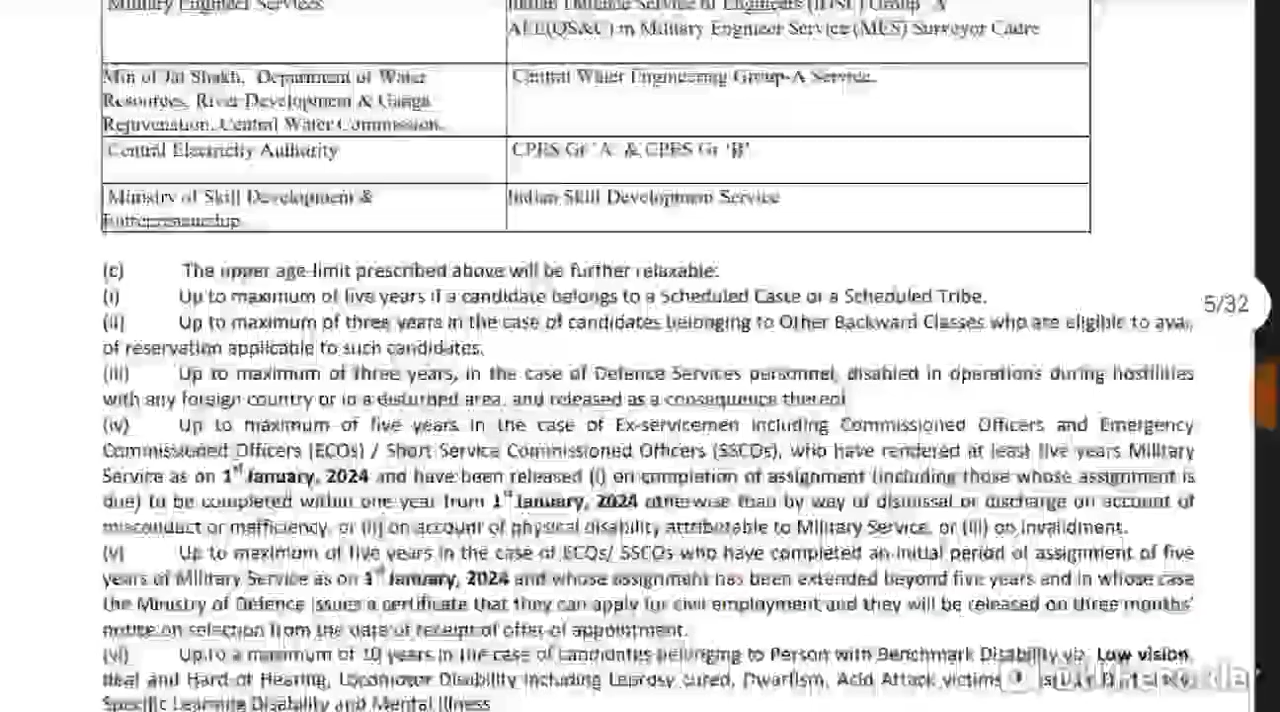 Military Engineer Services
Indian Defence Service of Engineers (IDSE) Group 'A'
AEE(QS&C) in Military Engineer Service (MES) Surveyor Cadre
Min of Jal Shakti, Department of Water
Resources, River Development & Ganga
Rejuvenation, Central Water Commission.
Central Water Engineering Group-A Service.
Central Electricity Authority
CPES Gr 'A' & CPES Gr 'B'
Ministry of Skill Development &
Entrepreneurship
Indian Skill Development Service
(c) The upper age-limit prescribed above will be further relaxable:
(i) Up to maximum of five years if a candidate belongs to a Scheduled Caste or a Scheduled Tribe.
(ii) Up to maximum of three years in the case of candidates belonging to Other Backward Classes who are eligible to avail
of reservation applicable to such candidates.
(iii) Up to maximum of three years, in the case of Defence Services personnel, disabled in operations during hostilities
with any foreign country or in a disturbed area, and released as a consequence thereof
(iv) Up to maximum of five years in the case of Ex-servicemen including Commissioned Officers and Emergency
Commissioned Officers (ECOs) / Short Service Commissioned Officers (SSCOs), who have rendered at least five years Military
Service as on 1st January, 2024 and have been released (i) on completion of assignment (including those whose assignment is
due) to be completed within one year from 1st January, 2024 otherwise than by way of dismissal or discharge on account of
misconduct or inefficiency, or (ii) on account of physical disability attributable to Military Service, or (iii) on invalidment.
(v) Up to maximum of five years in the case of ECOs/ SSCOs who have completed an initial period of assignment of five
years of Military Service as on 1st January, 2024 and whose assignment has been extended beyond five years and in whose case
the Ministry of Defence issues a certificate that they can apply for civil employment and they will be released on three months'
notice on selection from the date of receipt of offer of appointment.
(vi) Up to a maximum of 10 years in the case of candidates belonging to Person with Benchmark Disability viz. Low vision,
deaf and Hard of Hearing, Locomotor Disability including Leprosy cured, Dwarfism, Acid Attack victims
Specific Learning Disability and Mental Illness
5/32